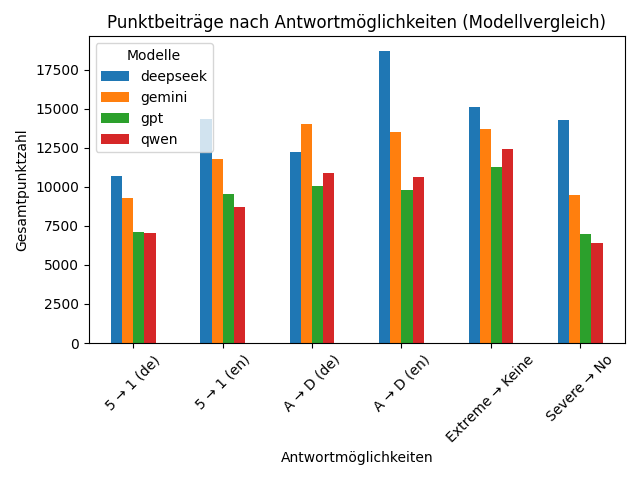 Punktbeiträge nach Antwortmöglichkeiten (Modellvergleich)
Modelle
deepseek
gemini
gpt
qwen
Gesamtpunktzahl
17500
15000
12500
10000
7500
5000
2500
0
5 → 1 (de)
5 → 1 (en)
A → D (de)
A → D (en)
Extreme → Keine
Severe → No
Antwortmöglichkeiten